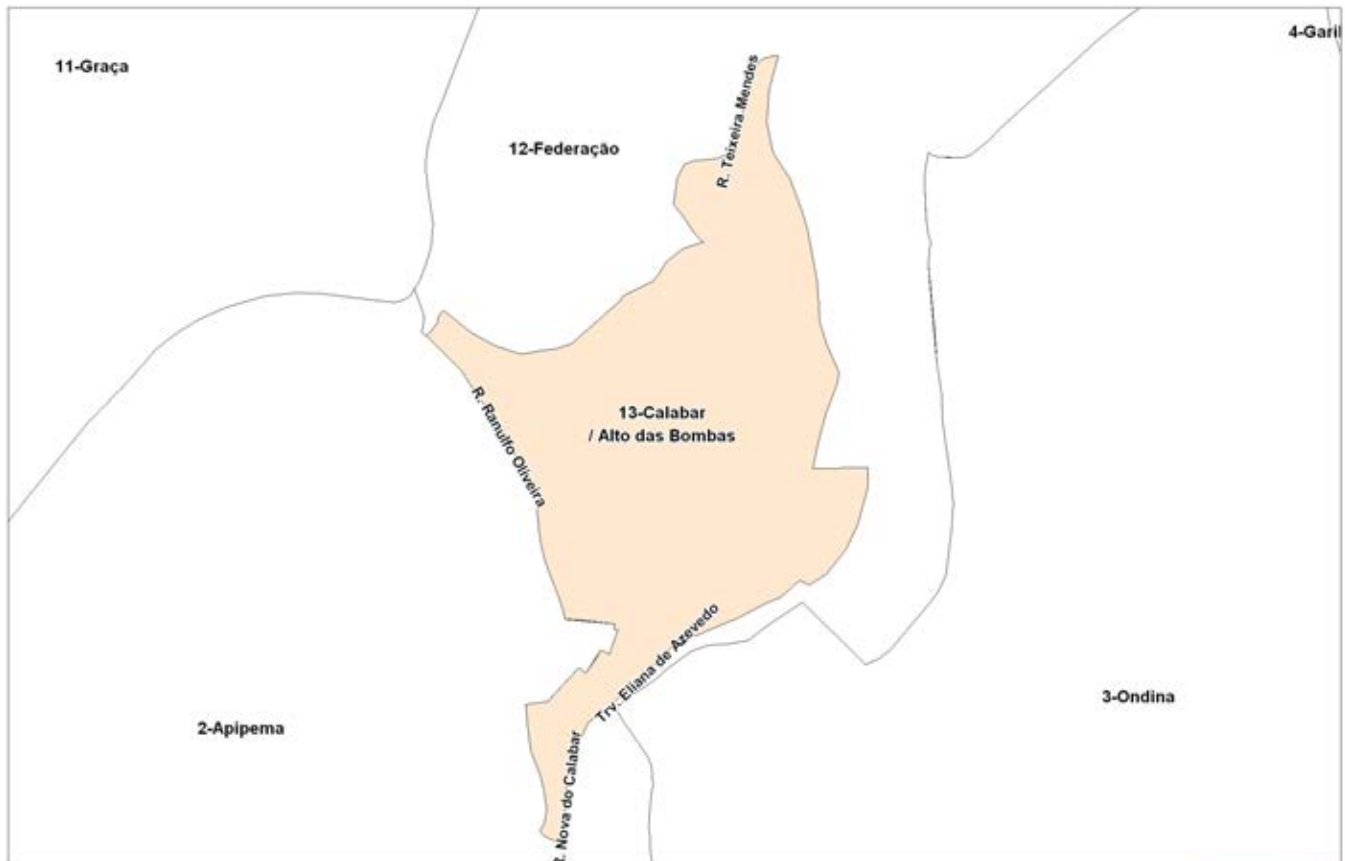 4-Garil
11-Graça
R. Teixeira Mendes
12-Federação
13-Calabar
/ Alto das Bombas
R. Ranulfo Oliveira
Trv. Eliana de Azevedo
3-Ondina
2-Apipema
R. Nova do Calabar